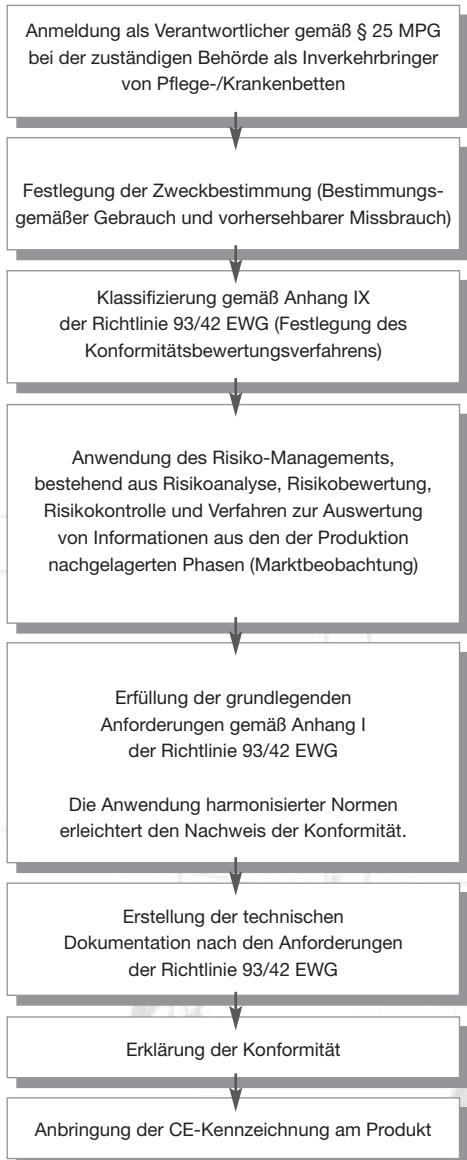 Anmeldung als Verantwortlicher gemäß § 25 MPG
bei der zuständigen Behörde als Inverkehrbringer
von Pflege-/Krankenbetten
Festlegung der Zweckbestimmung (Bestimmungs-
gemäßer Gebrauch und vorhersehbarer Missbrauch)
Klassifizierung gemäß Anhang IX
der Richtlinie 93/42 EWG (Festlegung des
Konformitätsbewertungsverfahrens)
Anwendung des Risiko-Managements,
bestehend aus Risikoanalyse, Risikobewertung,
Risikokontrolle und Verfahren zur Auswertung
von Informationen aus den der Produktion
nachgelagerten Phasen (Marktbeobachtung)
Erfüllung der grundlegenden
Anforderungen gemäß Anhang I
der Richtlinie 93/42 EWG
Die Anwendung harmonisierter Normen
erleichtert den Nachweis der Konformität.
Erstellung der technischen
Dokumentation nach den Anforderungen
der Richtlinie 93/42 EWG
Erklärung der Konformität
Anbringung der CE-Kennzeichnung am Produkt